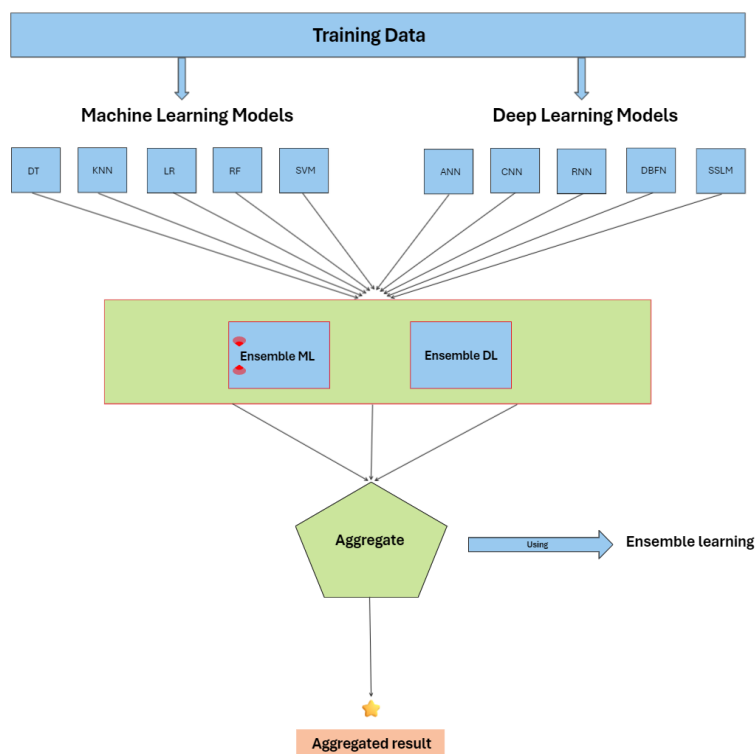 Training Data
Machine Learning Models
Deep Learning Models
DT
KNN
LR
RF
SVM
ANN
CNN
RNN
DBFN
SSLM
Ensemble ML
Ensemble DL
Aggregate
Using
Ensemble learning
Aggregated result